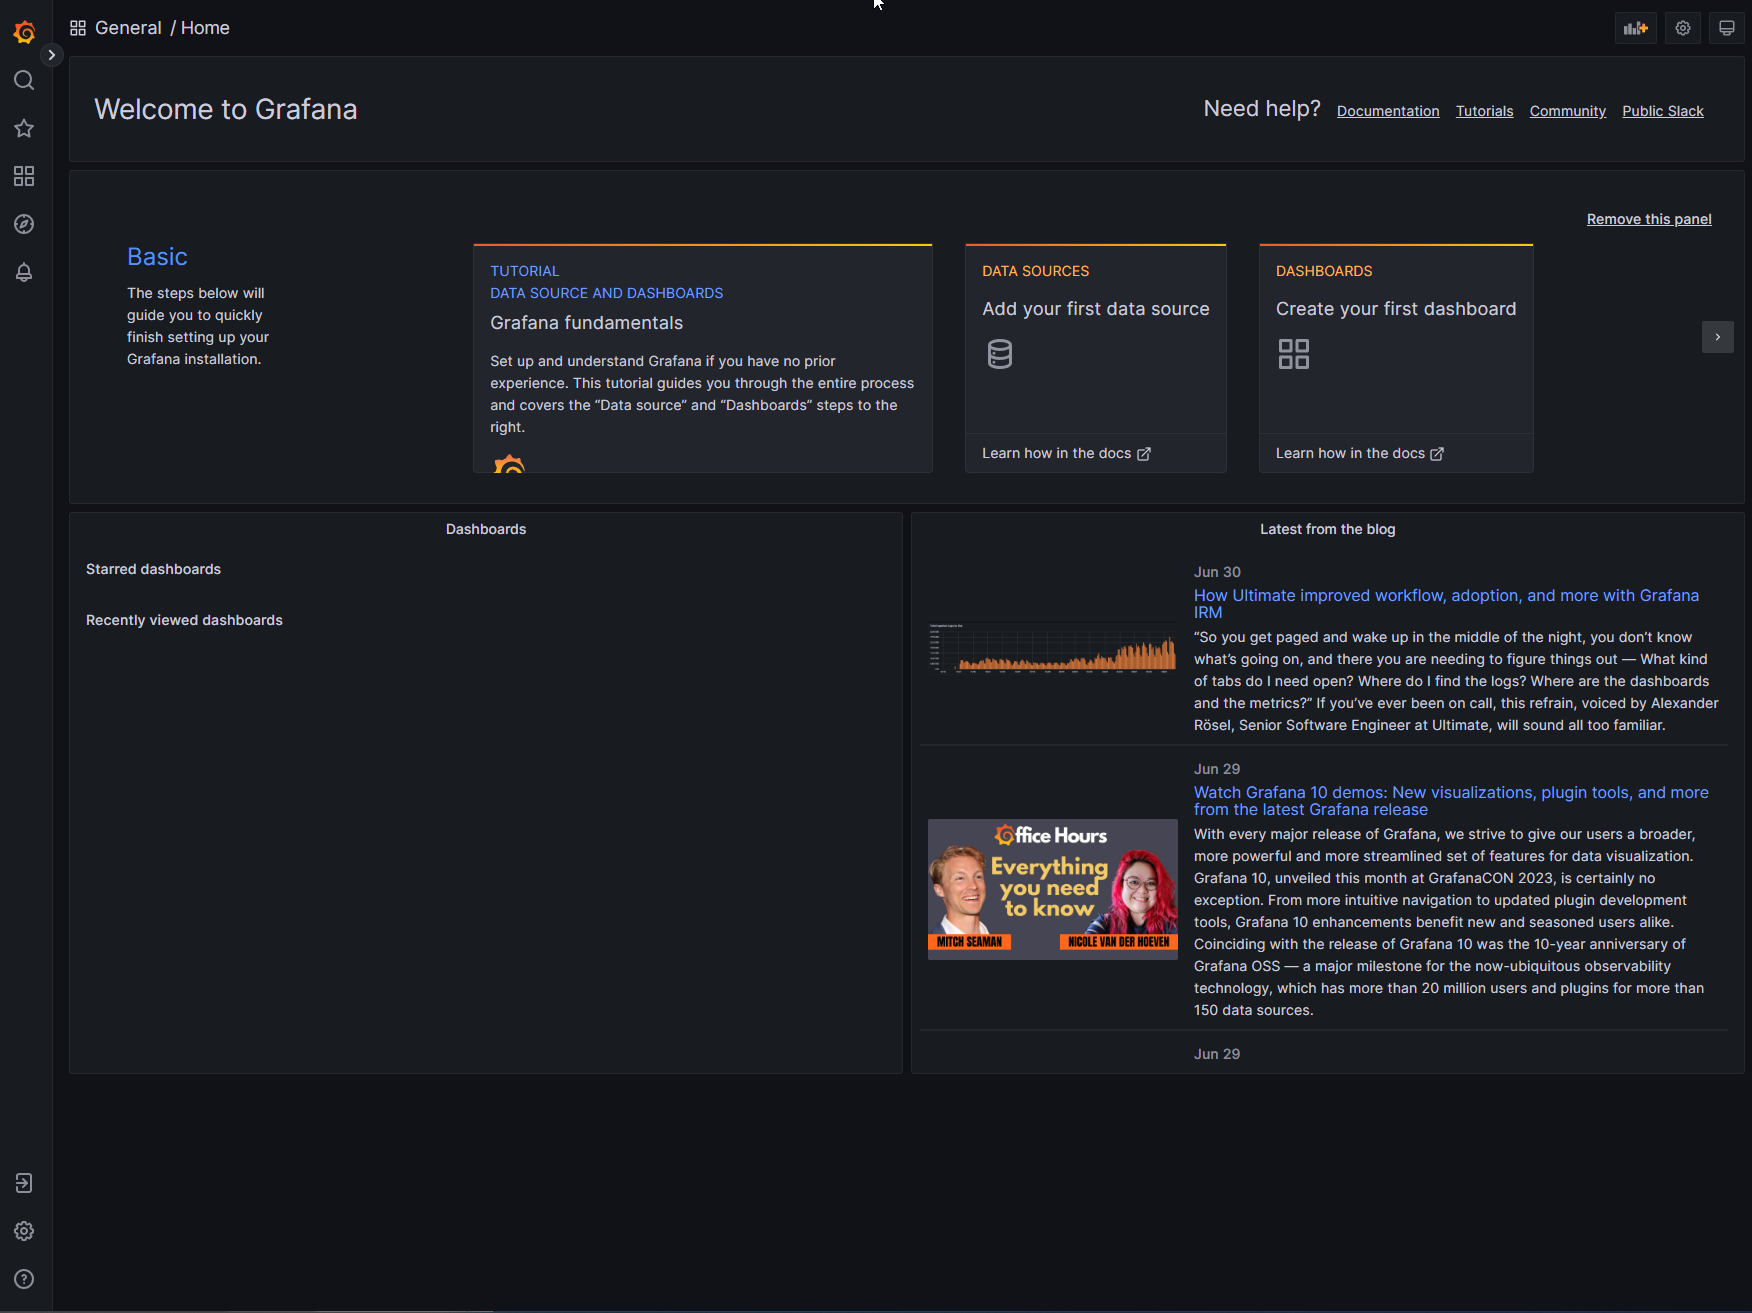 General / Home
Welcome to Grafana
Need help? Documentation Tutorials Community Public Slack
Remove this panel
Basic
The steps below will
guide you to quickly
finish setting up your
Grafana installation.
TUTORIAL
DATA SOURCE AND DASHBOARDS
Grafana fundamentals
Set up and understand Grafana if you have no prior
experience. This tutorial guides you through the entire process
and covers the “Data source” and “Dashboards” steps to the
right.
DATA SOURCES
Add your first data source
Learn how in the docs
DASHBOARDS
Create your first dashboard
Learn how in the docs
Dashboards
Starred dashboards
Recently viewed dashboards
Latest from the blog
Jun 30
How Ultimate improved workflow, adoption, and more with Grafana
IRM
“So you get paged and wake up in the middle of the night, you don’t know
what’s going on, and there you are needing to figure things out — What kind
of tabs do I need open? Where do I find the logs? Where are the dashboards
and the metrics?” If you’ve ever been on call, this refrain, voiced by Alexander
Rösel, Senior Software Engineer at Ultimate, will sound all too familiar.
Jun 29
Watch Grafana 10 demos: New visualizations, plugin tools, and more
from the latest Grafana release
Office Hours
Everything
you need
to know
MITCH SEAMAN
NICOLE VAN DER HOEVEN
With every major release of Grafana, we strive to give our users a broader,
more powerful and more streamlined set of features for data visualization.
Grafana 10, unveiled this month at GrafanaCON 2023, is certainly no
exception. From more intuitive navigation to updated plugin development
tools, Grafana 10 enhancements benefit new and seasoned users alike.
Coinciding with the release of Grafana 10 was the 10-year anniversary of
Grafana OSS — a major milestone for the now-ubiquitous observability
technology, which has more than 20 million users and plugins for more than
150 data sources.
Jun 29